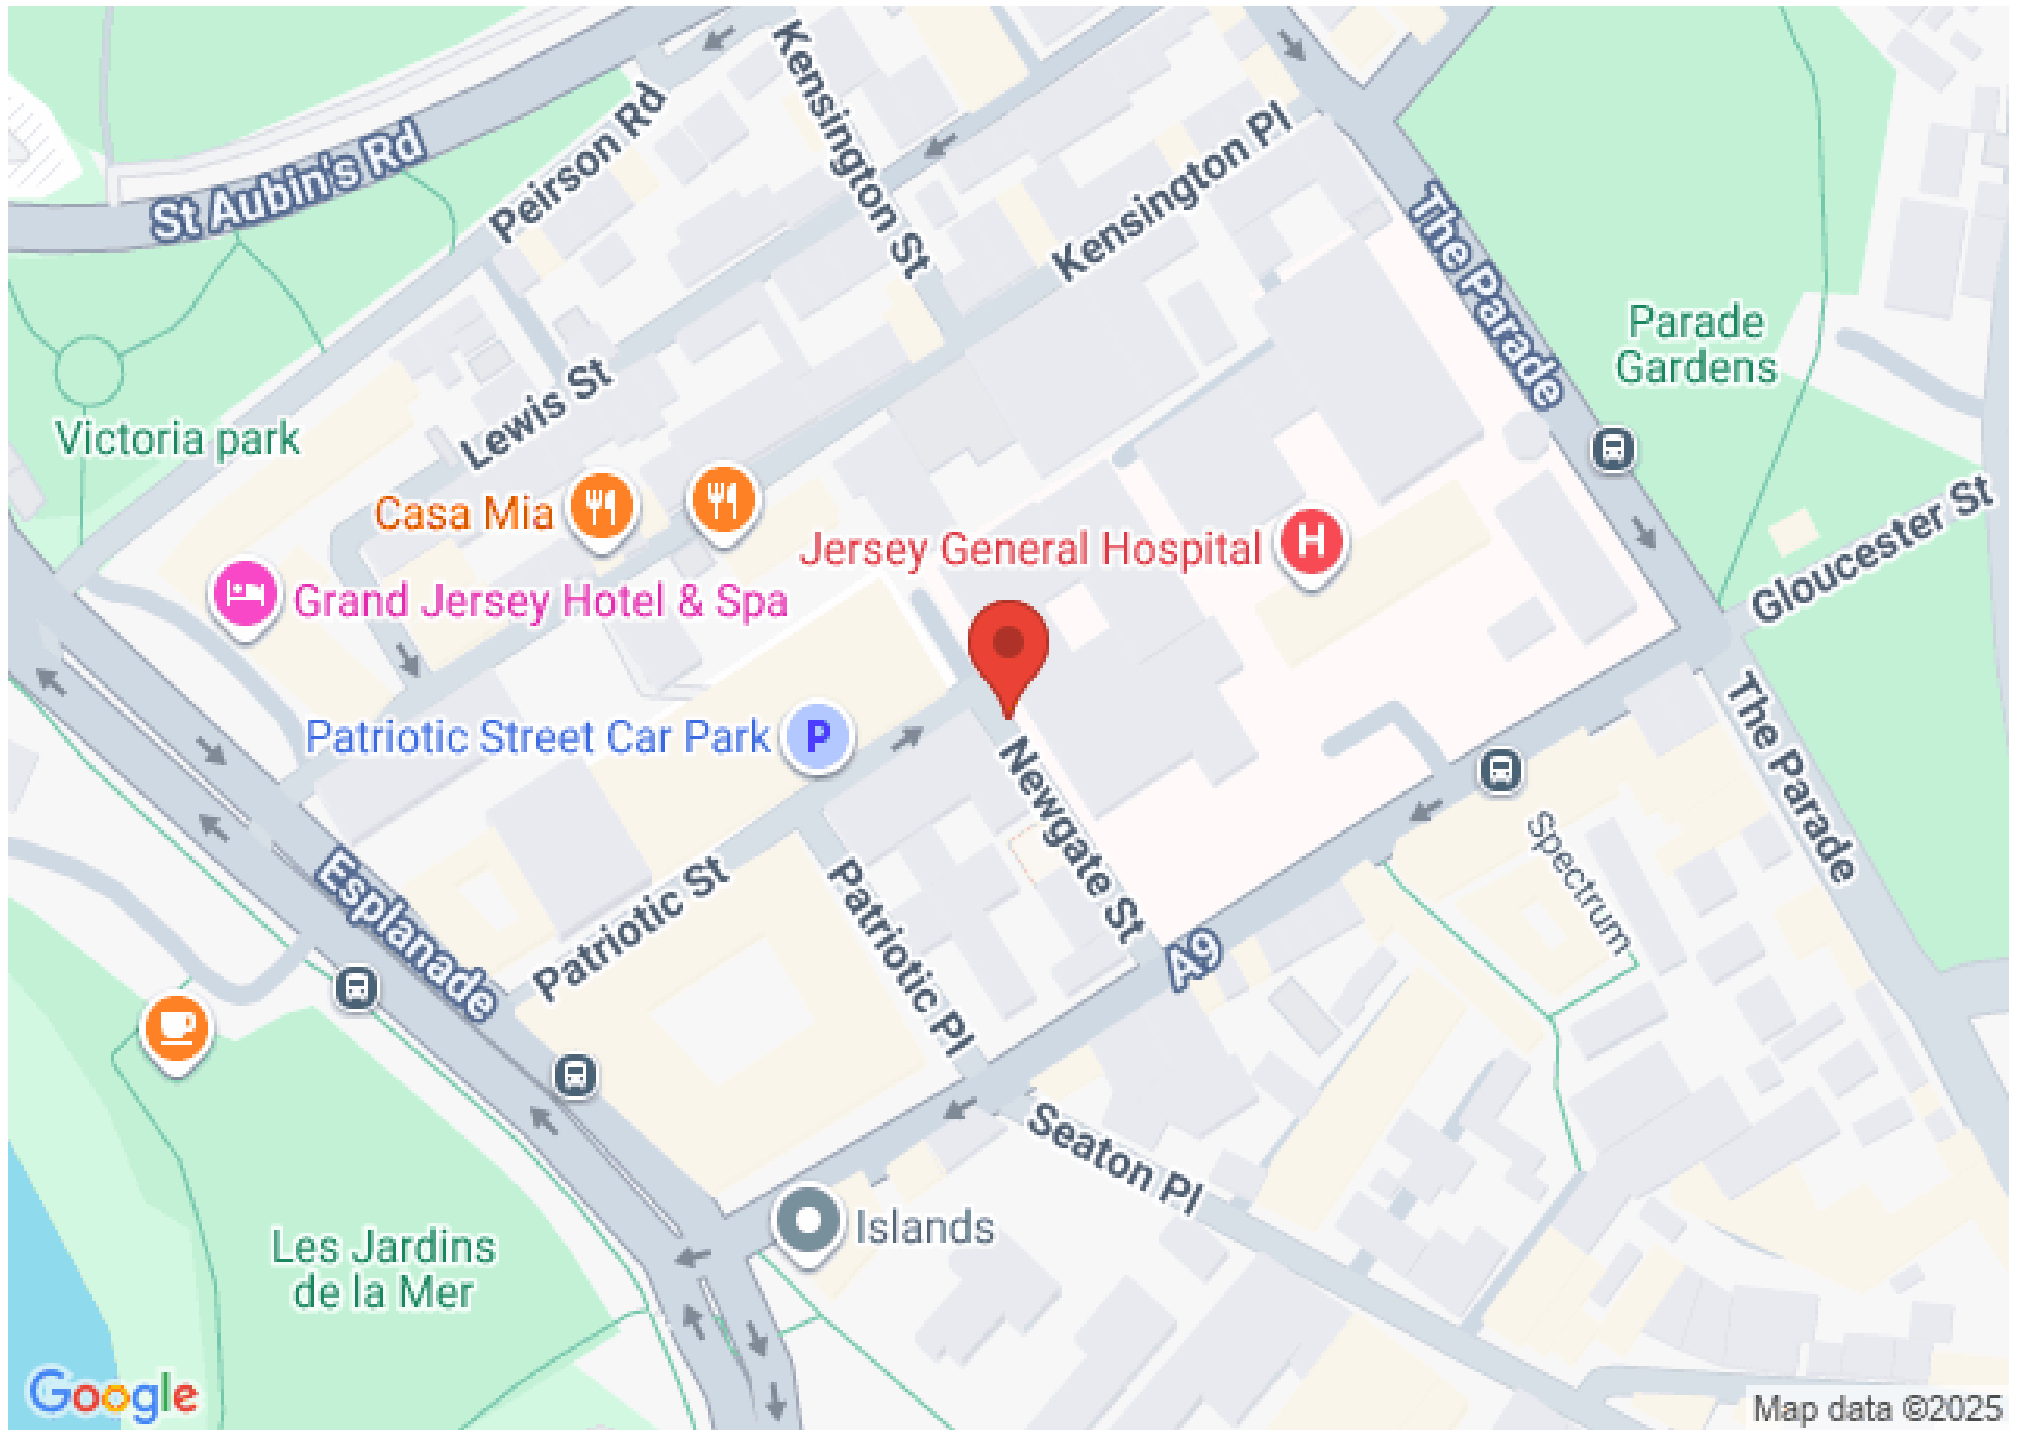 Kensington St
Peirson Rd
St Aubin's Rd
Kensington Pl
The Parade
Parade
Gardens
Victoria park
Lewis St
Casa Mia
Jersey General Hospital
H
Gloucester St
Grand Jersey Hotel & Spa
Patriotic Street Car Park
P
Newgate St
The Parade
Spectrum
Esplanade
Patriotic St
Patriotic Pl
A9
Seaton Pl
Islands
Les Jardins
de la Mer
Google
Map data ©2025